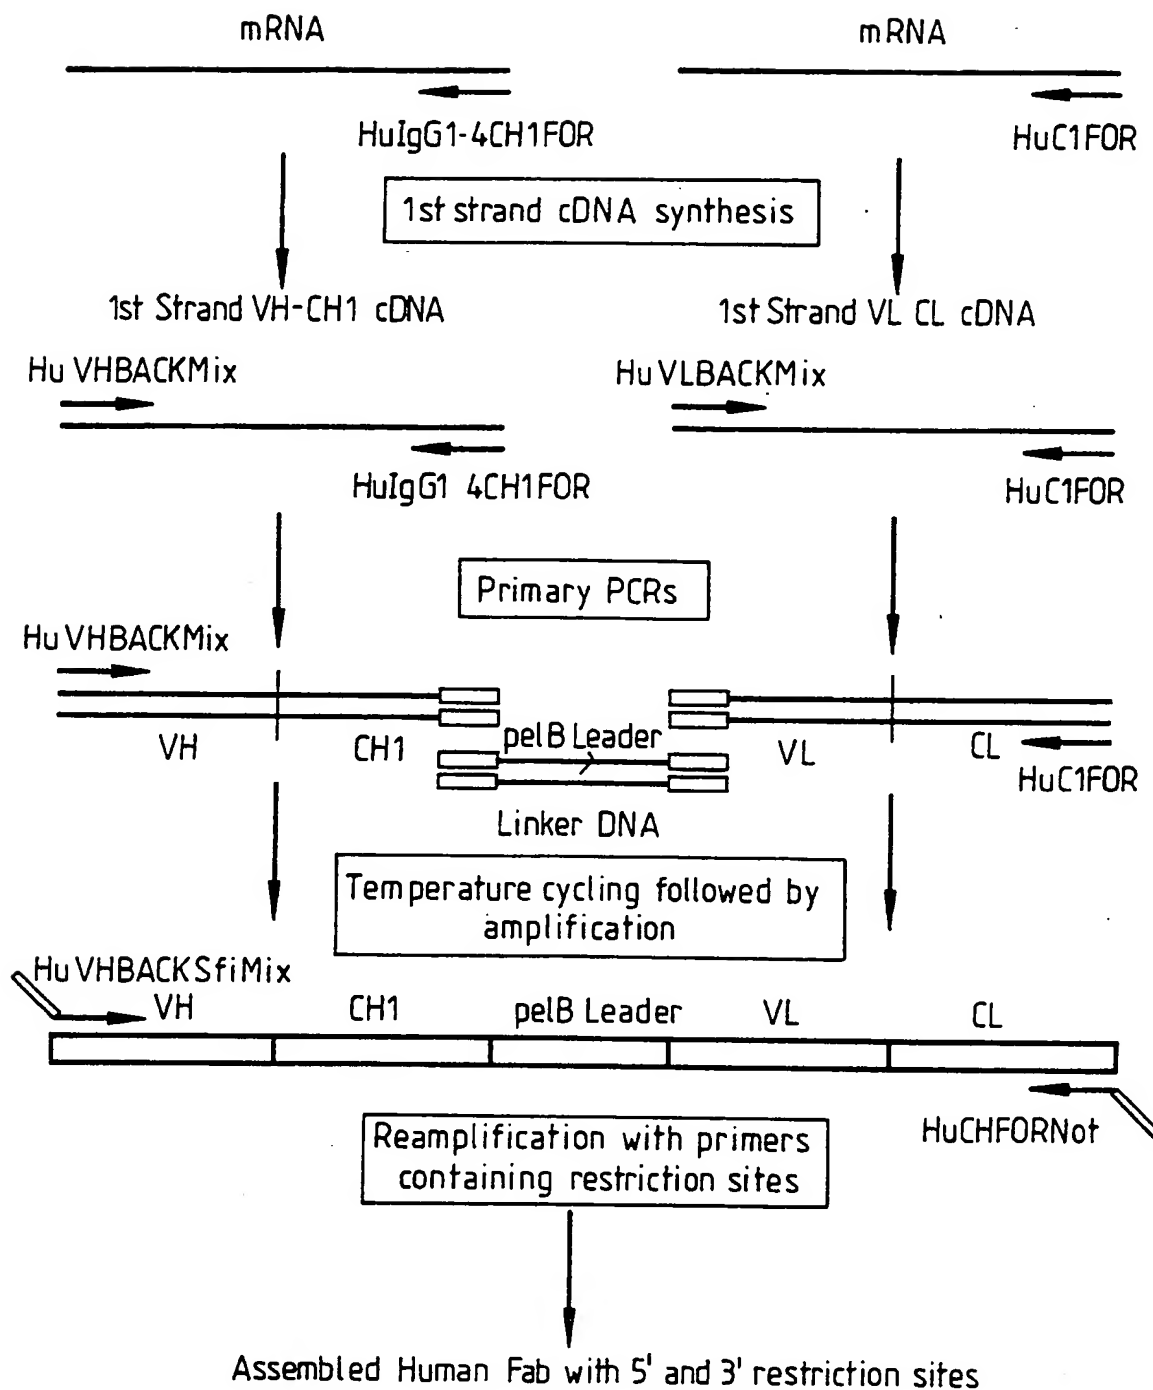 mRNA
mRNA
HuIgG1-4CH1FOR
HuC1FOR
1st strand cDNA synthesis
1st Strand VH-CH1 cDNA
1st Strand VL CL cDNA
Hu VHBACKMix
Hu VLBACKMix
HuIgG1 4CH1FOR
HuC1FOR
Primary PCRs
Hu VHBACKMix
VH
CH1
pelB Leader
VL
CL
HuC1FOR
Linker DNA
Temperature cycling followed by
amplification
Hu VHBACKSfiMix
VH
CH1
pelB Leader
VL
CL
HuCHFORNot
Reamplification with primers
containing restriction sites
Assembled Human Fab with 5' and 3' restriction sites